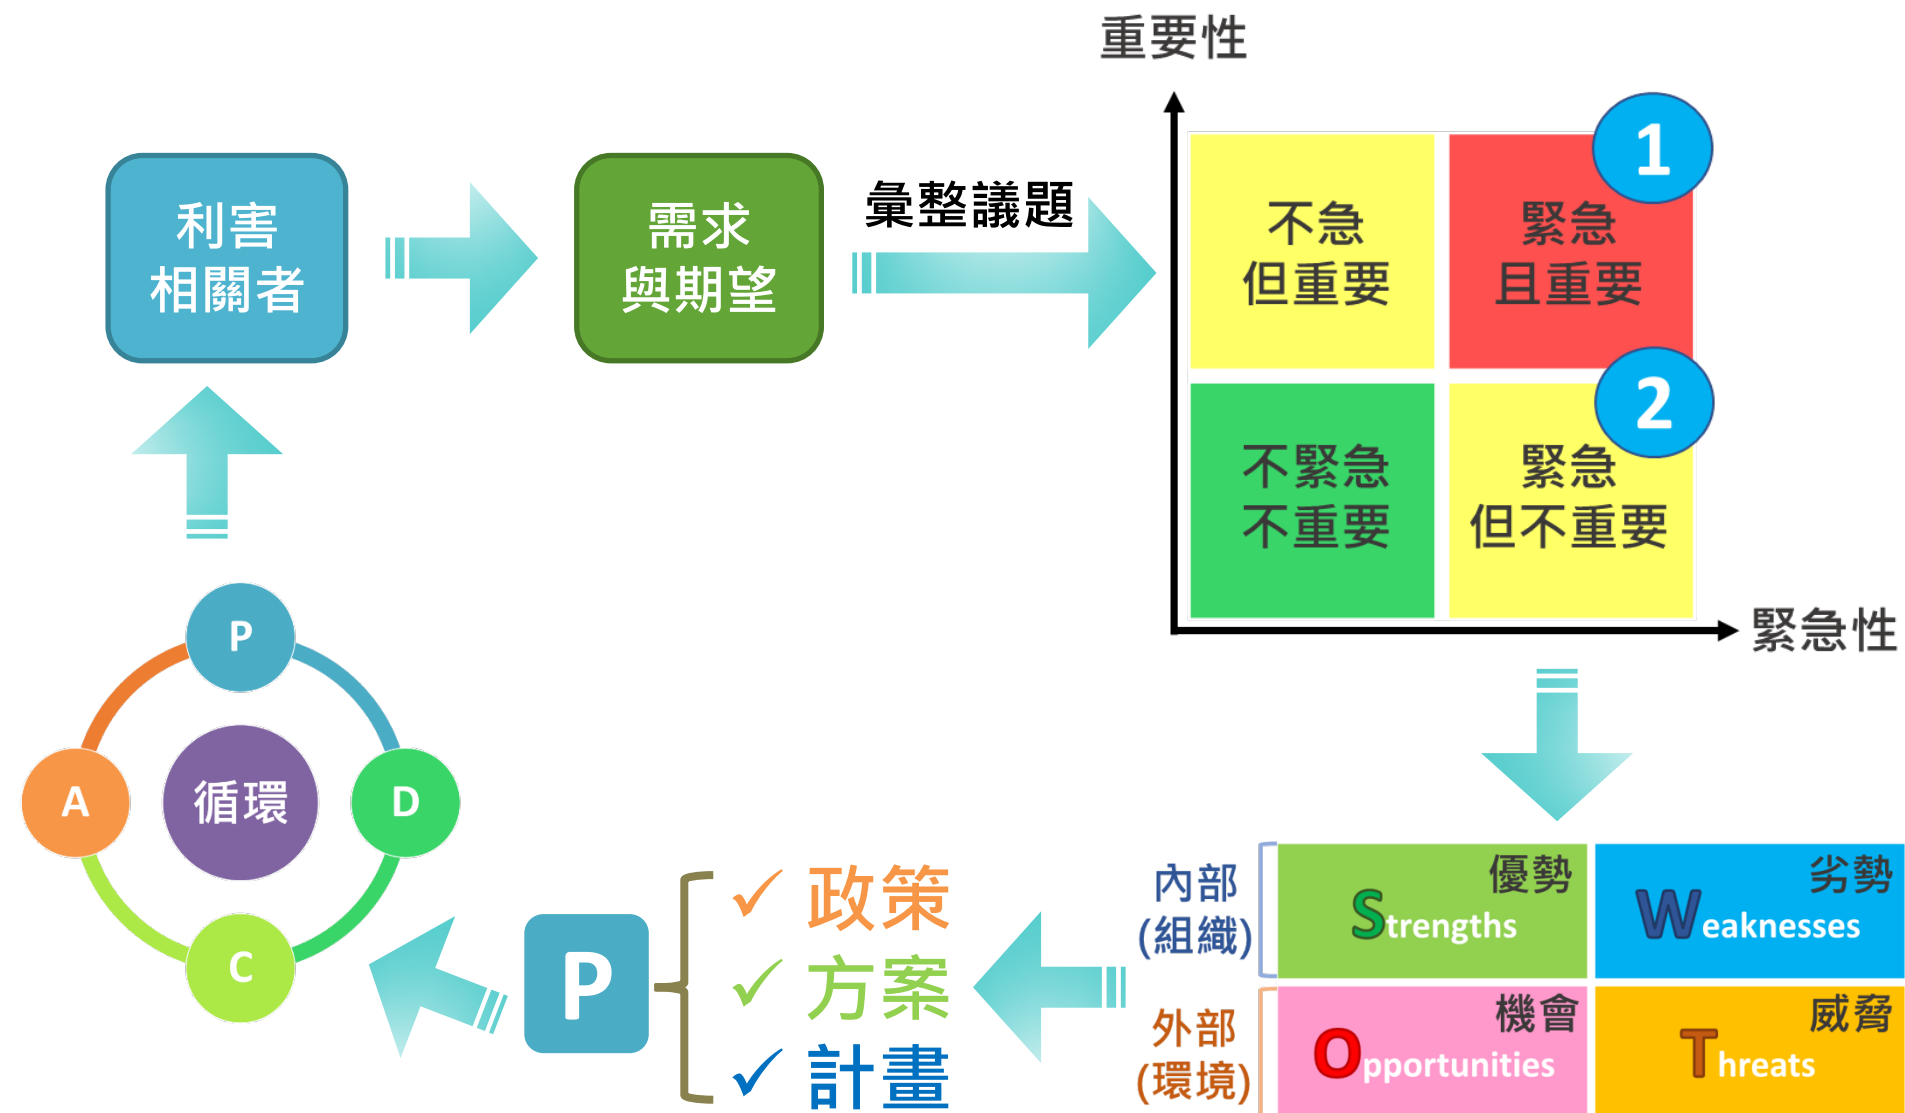 重要性
利害
相關者
需求
與期望
彙整議題
不急
但重要
緊急
且重要
1
不緊急
不重要
緊急
但不重要
2
緊急性
P
A
循環
D
C
P
政策
方案
計畫
內部
(組織)
優勢
Strengths
劣勢
Weaknesses
外部
(環境)
機會
Opportunities
威脅
Threats